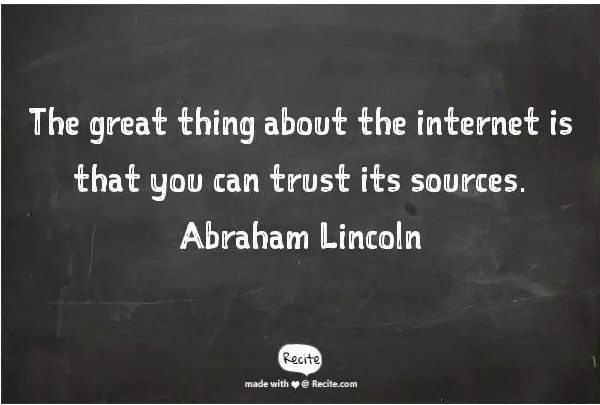 The great thing about the internet is
that you can trust its sources.
Abraham Lincoln
Recite
made with ❤ @ Recite.com